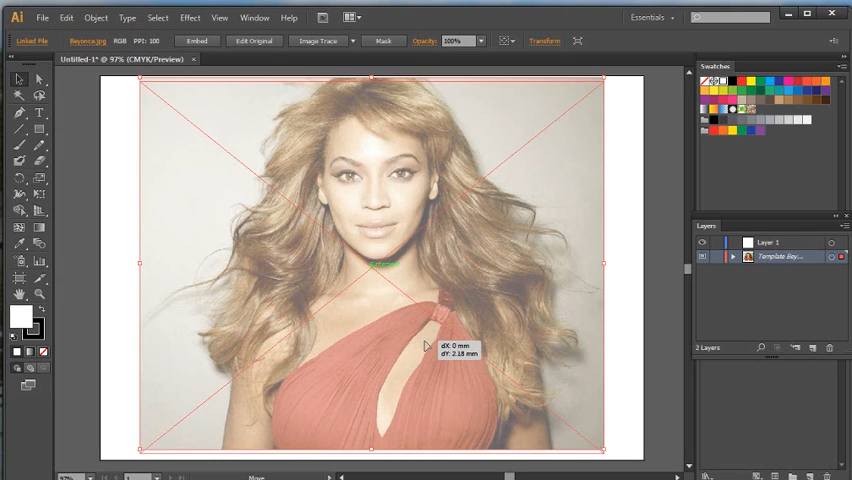 Ai File Edit Object Type Select Effect View Window Help Essentials
Linked File Beyonce.jpg RGB PPI: 100 Embed Edit Original Image Trace Mask Opacity: 100% Transform
Untitled-1* @ 97% (CMYK/Preview) ×
Swatches
Layers
Layer 1
Template Bey...
dX: 0 mm
dY: 2.18 mm
2 Layers
1
Move